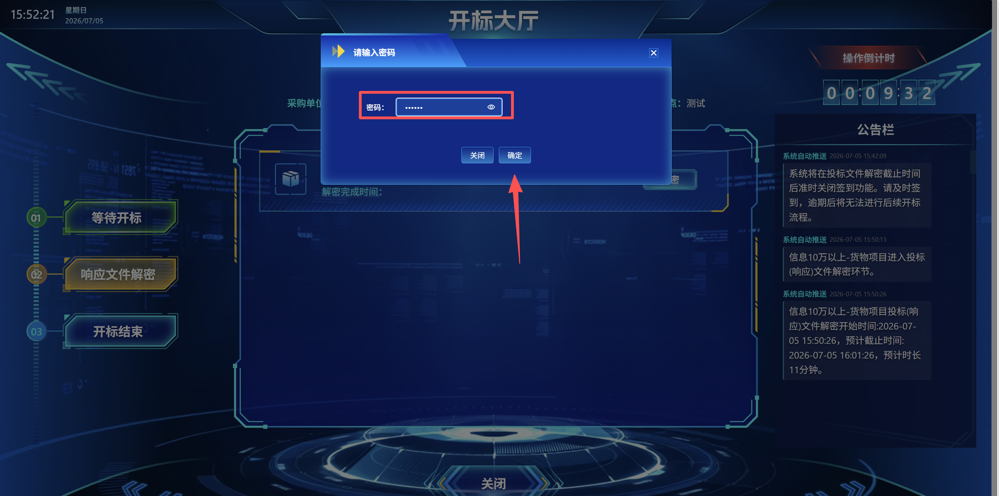 15:52:21
星期日
2026/07/05
开标大厅
请输入密码
密码：
关闭
确定
操作倒计时
00:09:32
采购单位
点：测试
密
解密完成时间：
01
等待开标
02
响应文件解密
03
开标结束
公告栏
系统自动推送 2026-07-05 15:42:09
系统将在投标文件解密截止时间
后准时关闭签到功能。请及时签
到，逾期后将无法进行后续开标
流程。
系统自动推送 2026-07-05 15:50:13
信息10万以上-货物项目进入投标
(响应)文件解密环节。
系统自动推送 2026-07-05 15:50:26
信息10万以上-货物项目投标(响
应)文件解密开始时间:2026-07-
05 15:50:26，预计截止时间:
2026-07-05 16:01:26，预计时长
11分钟。
关闭